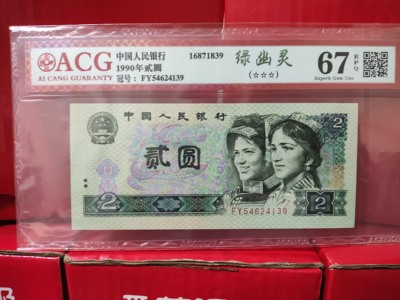 ACG
AI CANG GUARANTY
中国人民银行
1990年贰圆
冠号：FY54624139
16871839
绿幽灵
(☆☆☆)
67 EPQ
Superb Gem Unc
中国人民银行
贰圆
2
FY54624139
2
2